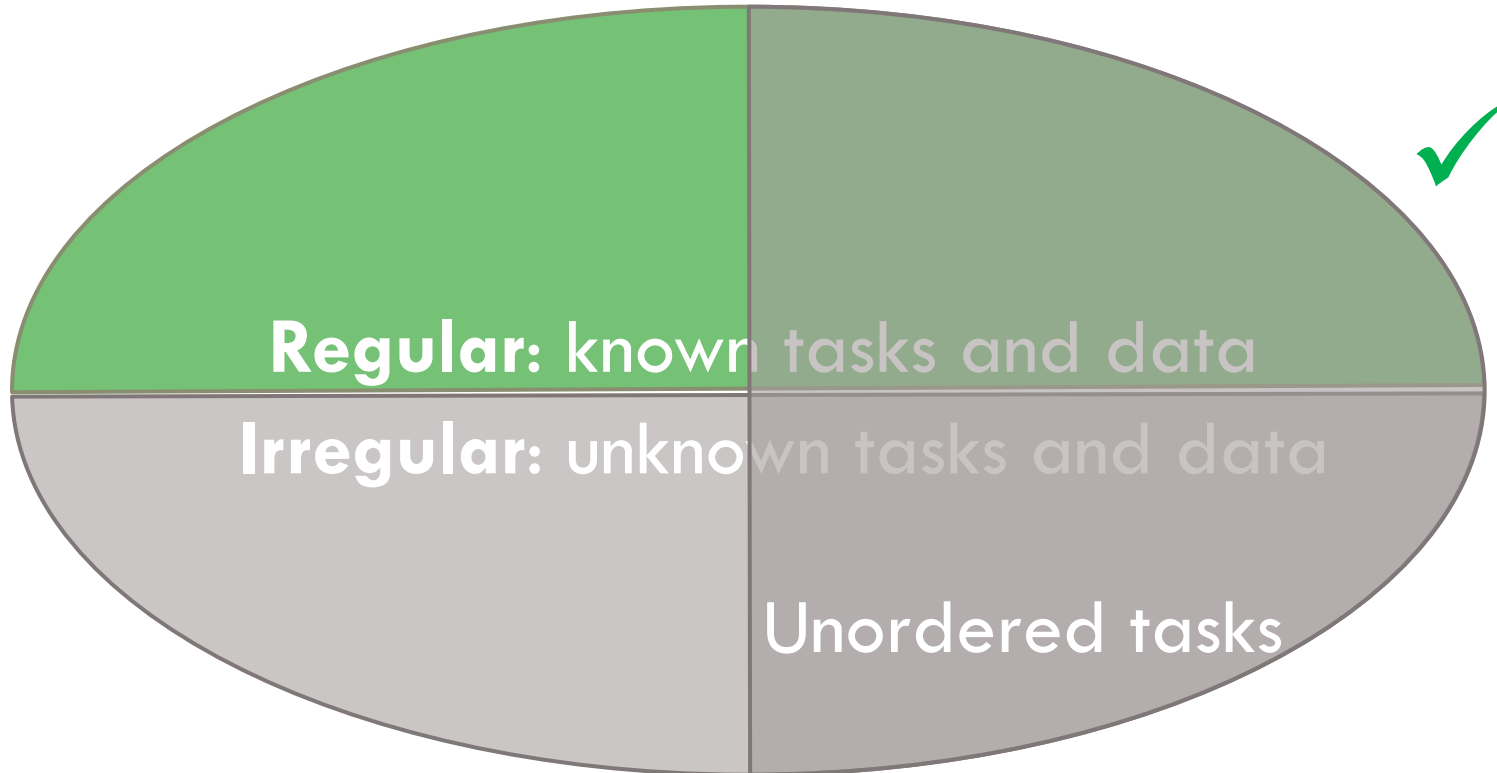 Regular: known tasks and data
Irregular: unknown tasks and data
Unordered tasks